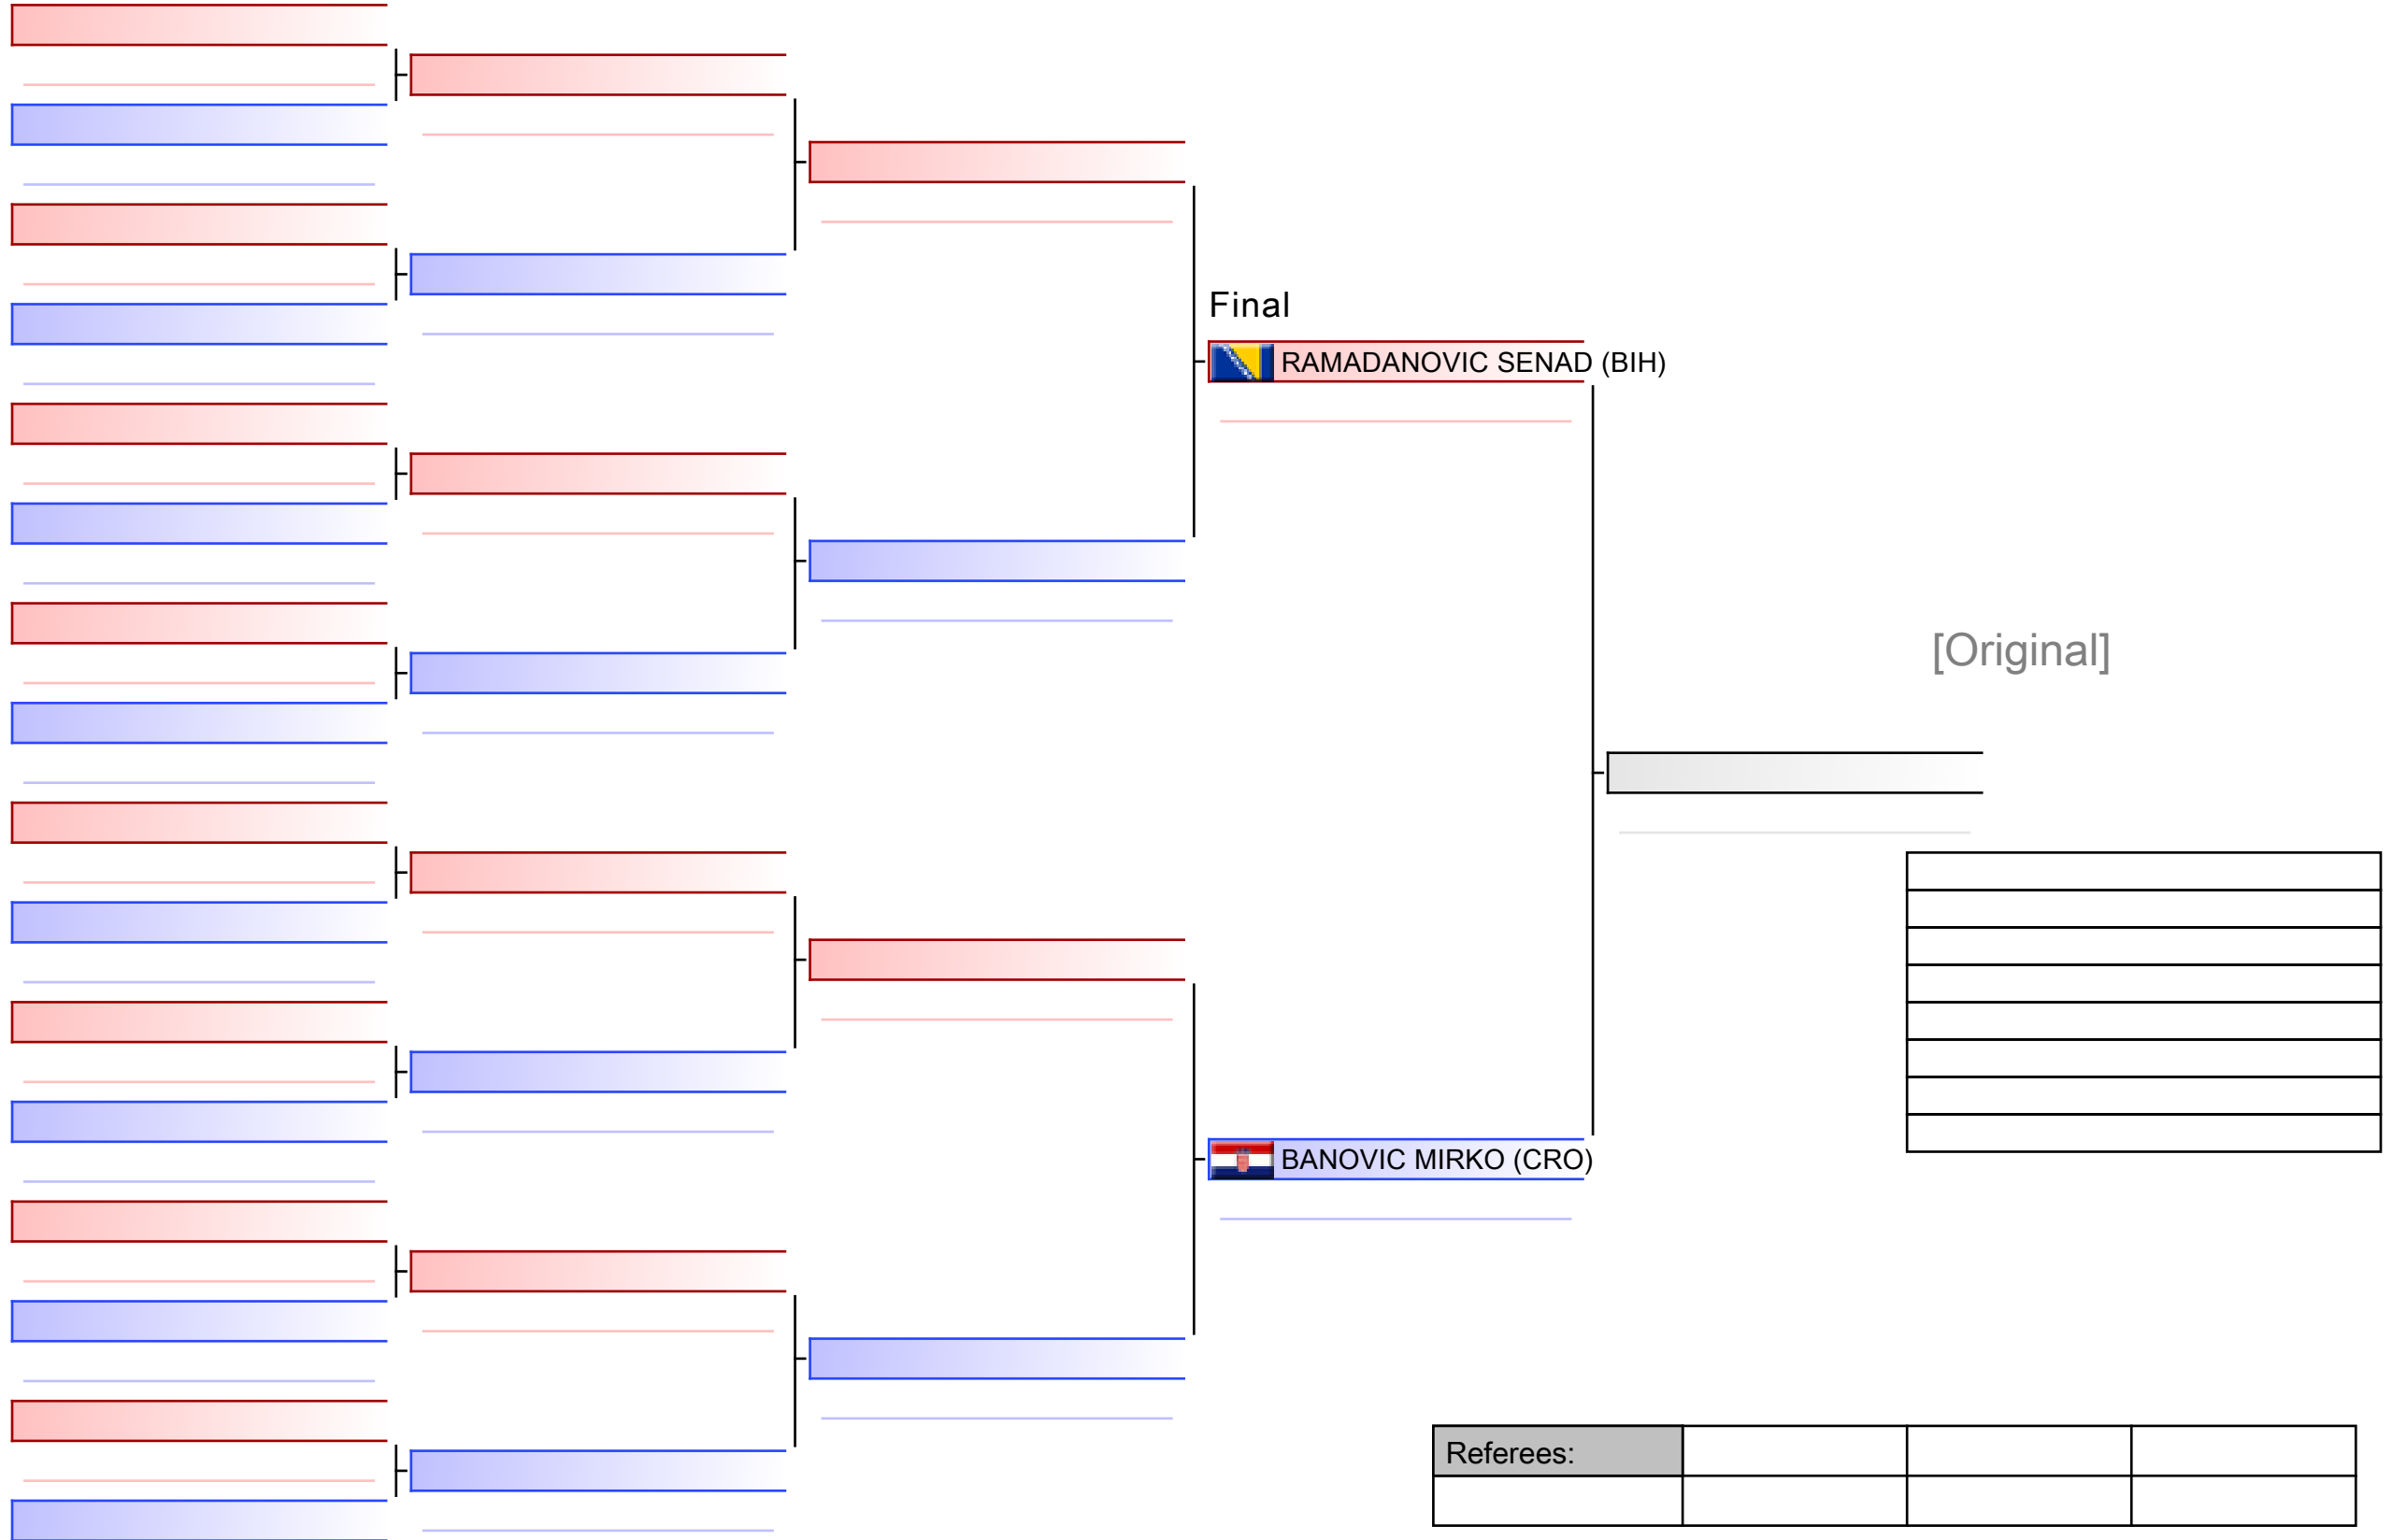 Final
RAMADANOVIC SENAD (BIH)
[Original]
BANOVIC MIRKO (CRO)
Referees: